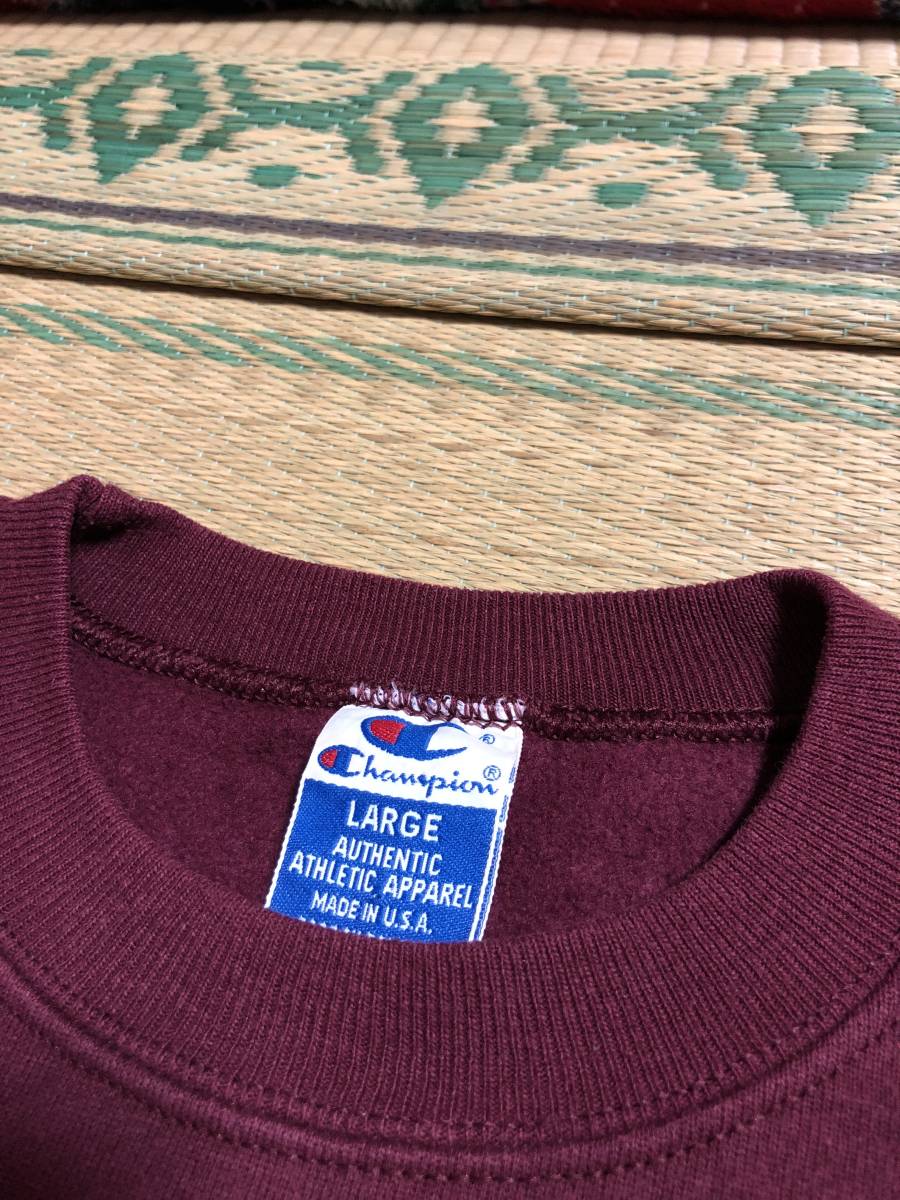 ®
Champion®
LARGE
AUTHENTIC
ATHLETIC APPAREL
MADE IN U.S.A.